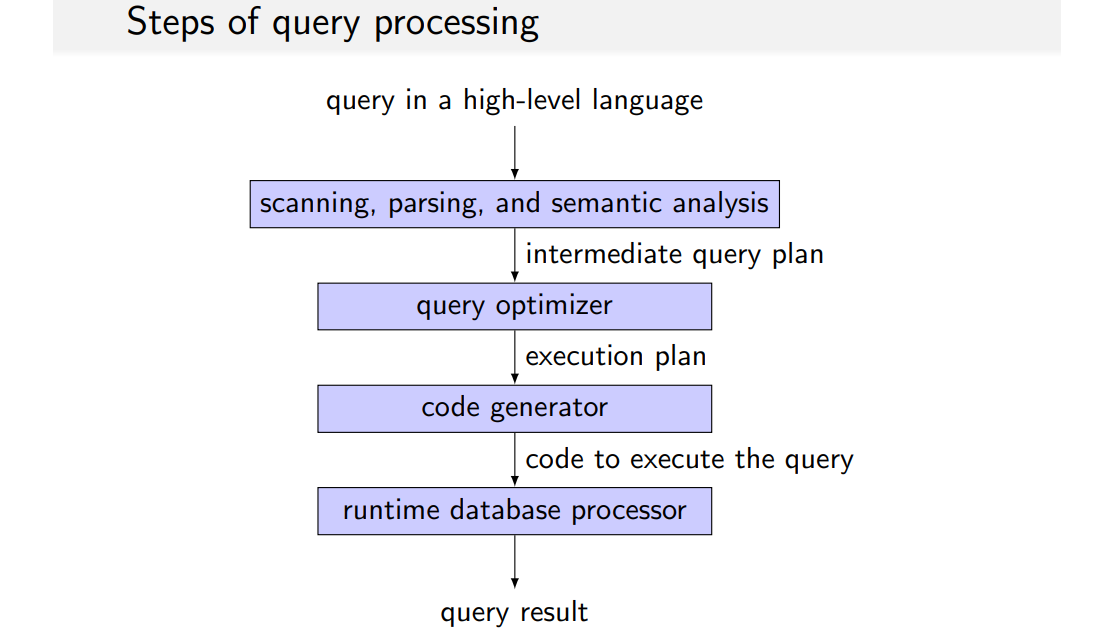 Steps of query processing
query in a high-level language
scanning, parsing, and semantic analysis
intermediate query plan
query optimizer
execution plan
code generator
code to execute the query
runtime database processor
query result